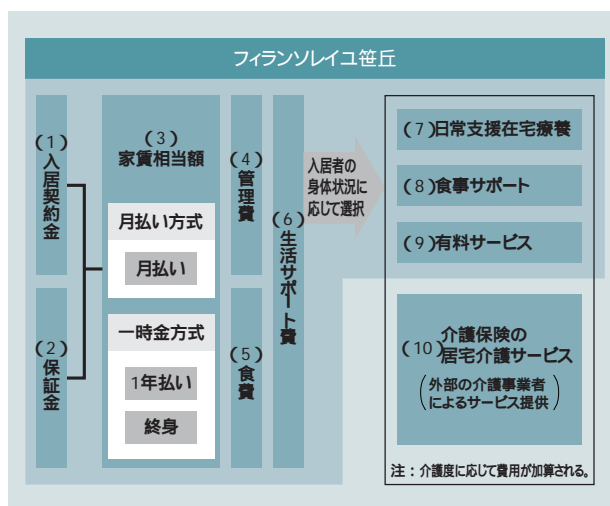 フィランソレイユ笹丘
(1)入居契約金
(2)保証金
(3)
家賃相当額
月払い方式
月払い
一時金方式
1年払い
終身
(4)管理費
(5)食費
(6)生活サポート費
入居者の
身体状況に
応じて選択
(7)日常支援在宅療養
(8)食事サポート
(9)有料サービス
(10)介護保険の
居宅介護サービス
(外部の介護事業者
によるサービス提供)
注：介護度に応じて費用が加算される。